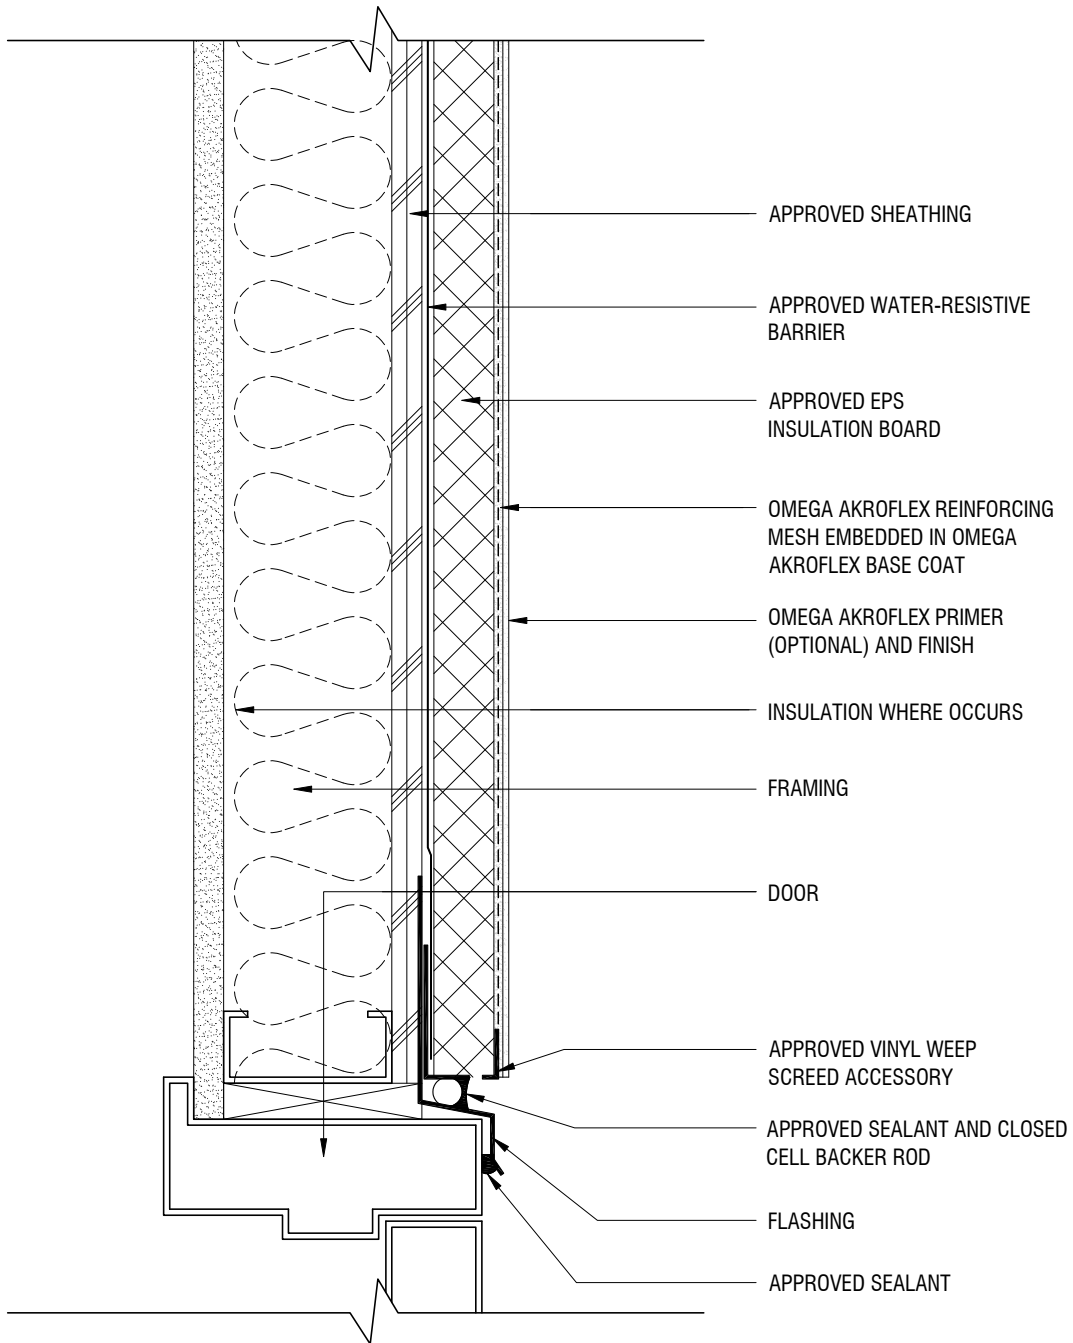 APPROVED SHEATHING
APPROVED WATER-RESISTIVE
BARRIER
APPROVED EPS
INSULATION BOARD
OMEGA AKROFLEX REINFORCING
MESH EMBEDDED IN OMEGA
AKROFLEX BASE COAT
OMEGA AKROFLEX PRIMER
(OPTIONAL) AND FINISH
INSULATION WHERE OCCURS
FRAMING
DOOR
APPROVED VINYL WEEP
SCREED ACCESSORY
APPROVED SEALANT AND CLOSED
CELL BACKER ROD
FLASHING
APPROVED SEALANT